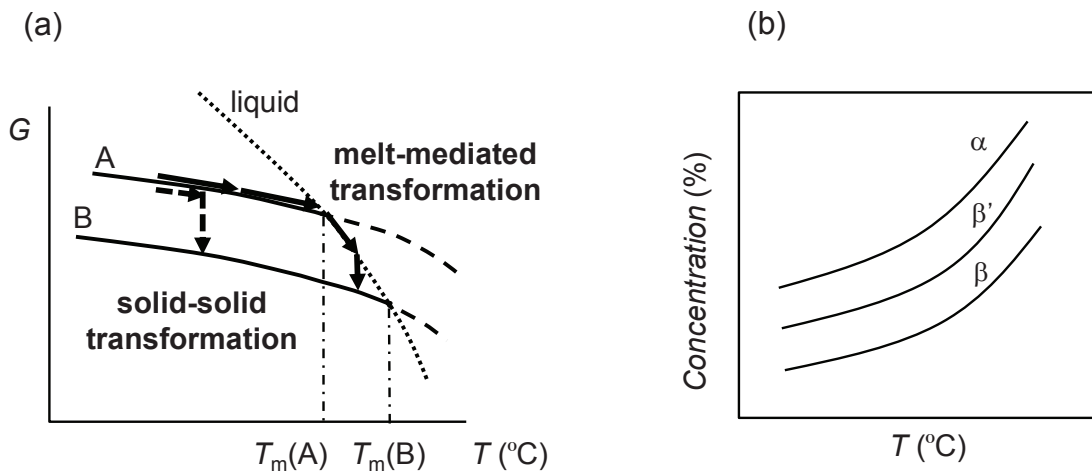 (a)
G
A
B
liquid
melt-mediated
transformation
solid-solid
transformation
Tm(A)
Tm(B)
T (ºC)
(b)
Concentration (%)
α
β’
β
T (ºC)